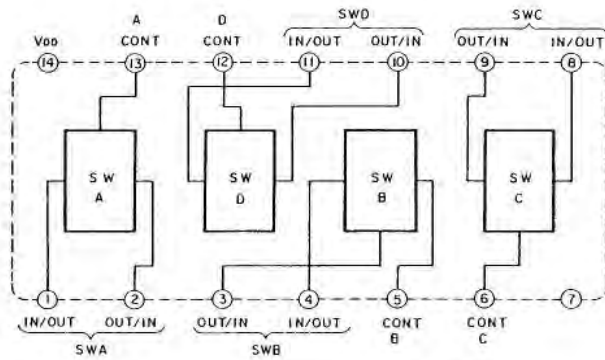 A
D
SWD
SWC
VDD
CONT
CONT
IN/OUT
OUT/IN
OUT/IN
IN/OUT
14
13
12
11
10
9
8
SW
A
SW
D
SW
B
SW
C
1
2
3
4
5
6
7
IN/OUT
OUT/IN
OUT/IN
IN/OUT
CONT
B
CONT
C
SWA
SWB